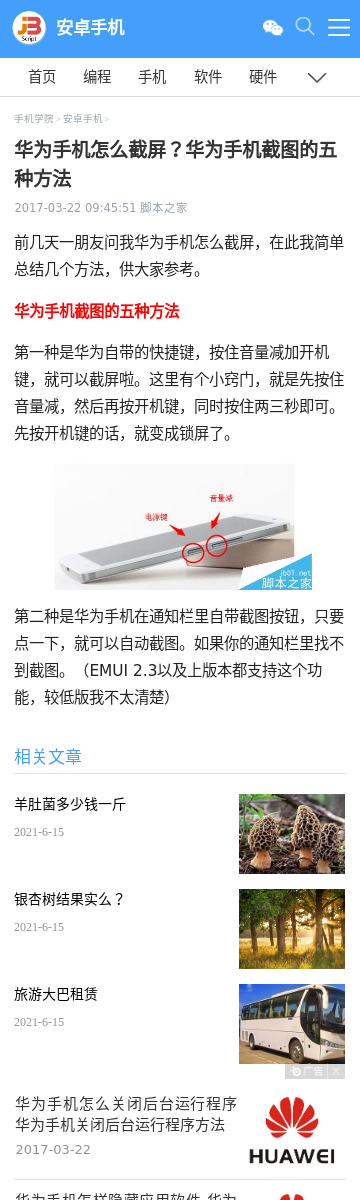 JB
Script
安卓手机
首页 编程 手机 软件 硬件
手机学院 > 安卓手机 >
华为手机怎么截屏？华为手机截图的五
种方法
2017-03-22 09:45:51 脚本之家
前几天一朋友问我华为手机怎么截屏，在此我简单
总结几个方法，供大家参考。
华为手机截图的五种方法
第一种是华为自带的快捷键，按住音量减加开机
键，就可以截屏啦。这里有个小窍门，就是先按住
音量减，然后再按开机键，同时按住两三秒即可。
先按开机键的话，就变成锁屏了。
音量减
电源键
jb51.net
脚本之家
第二种是华为手机在通知栏里自带截图按钮，只要
点一下，就可以自动截图。如果你的通知栏里找不
到截图。（EMUI 2.3以及上版本都支持这个功
能，较低版我不太清楚）
相关文章
羊肚菌多少钱一斤
2021-6-15
银杏树结果实么？
2021-6-15
旅游大巴租赁
2021-6-15
广告
华为手机怎么关闭后台运行程序
华为手机关闭后台运行程序方法
2017-03-22
HUAWEI
华为手机怎样隐藏应用软件 华为